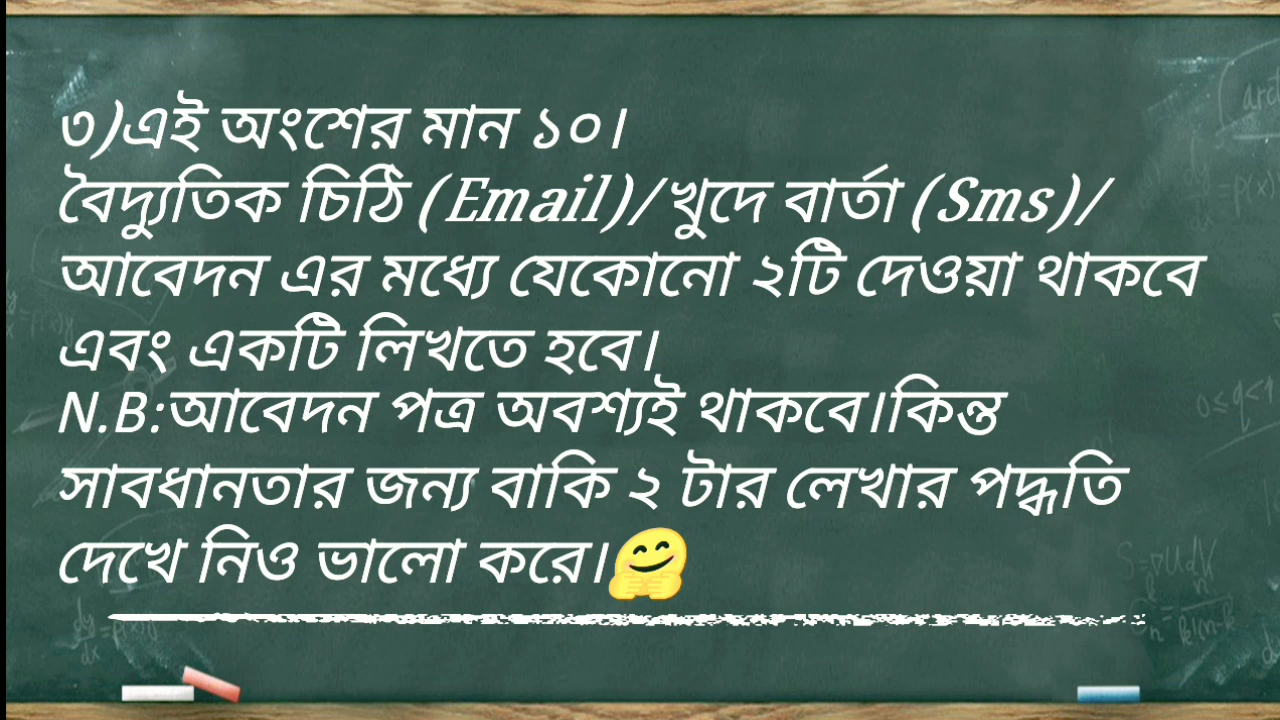 ৩)এই অংশের মান ১০।
বৈদ্যুতিক চিঠি (Email)/খুদে বার্তা (Sms)/
আবেদন এর মধ্যে যেকোনো ২টি দেওয়া থাকবে
এবং একটি লিখতে হবে।
N.B:আবেদন পত্র অবশ্যই থাকবে।কিন্ত
সাবধানতার জন্য বাকি ২ টার লেখার পদ্ধতি
দেখে নিও ভালো করে।🤗